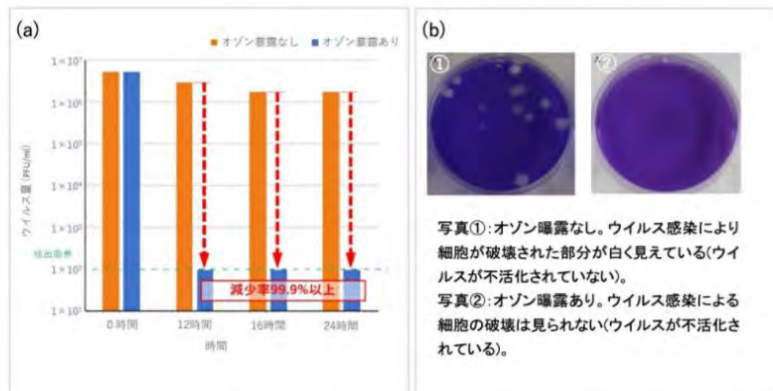 (a)
オゾン暴露なし オゾン暴露あり
1×10⁷
1×10⁶
1×10⁵
1×10⁴
1×10³
1×10²
1×10¹
ウイルス量(PFU/ml)
検出限界
減少率99.9%以上
0時間 12時間 16時間 24時間
時間
(b)
① ②
写真①:オゾン曝露なし。ウイルス感染により
細胞が破壊された部分が白く見えている(ウイ
ルスが不活化されていない)。
写真②:オゾン曝露あり。ウイルス感染による
細胞の破壊は見られない(ウイルスが不活化さ
れている)。